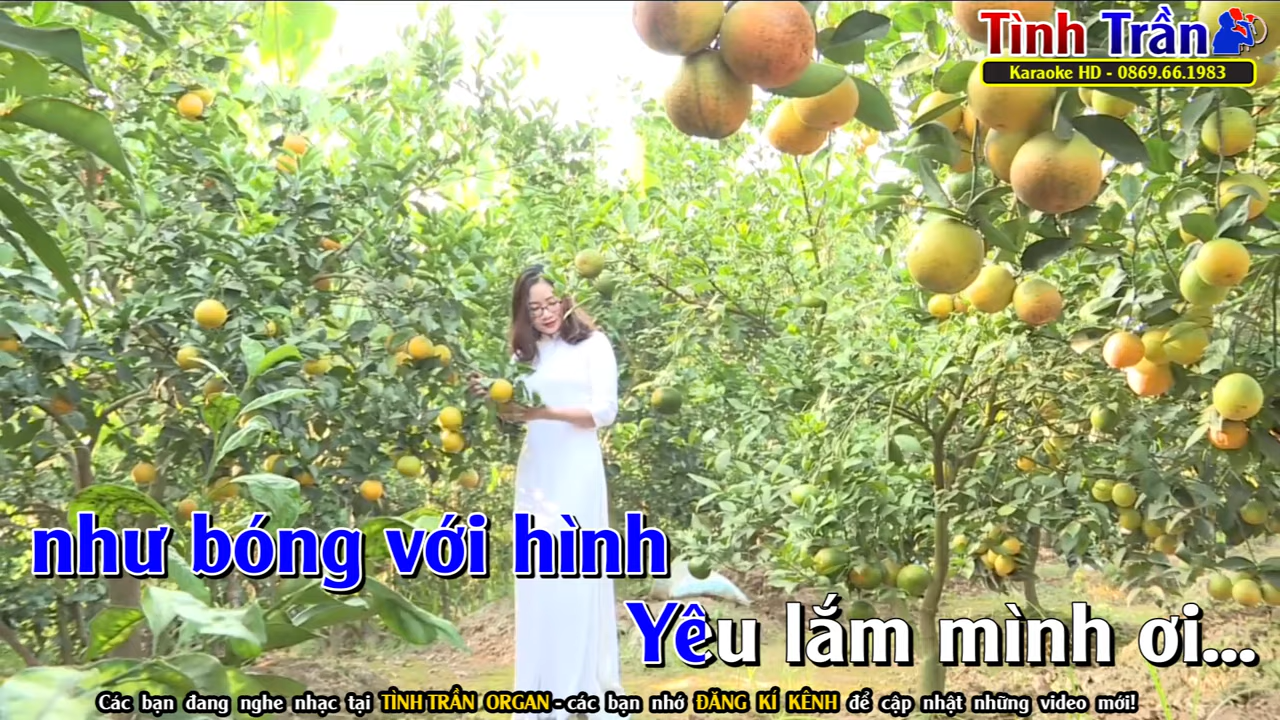 Tình Trần
Karaoke HD - 0869.66.1983
như bóng với hình
Yêu lắm mình ơi...
Các bạn đang nghe nhạc tại TÌNH TRẦN ORGAN - các bạn nhớ ĐĂNG KÍ KÊNH để cập nhật những video mới!